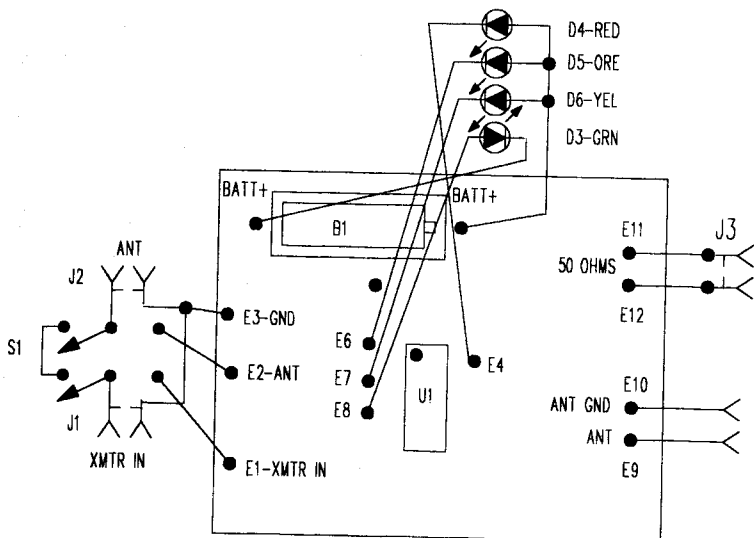 D4-RED
D5-ORE
D6-YEL
D3-GRN
BATT+
BATT+
B1
E11
J3
ANT
50 OHMS
J2
E3-GND
E12
S1
E6
E4
E2-ANT
E7
E10
U1
J1
E8
ANT GND
ANT
XMTR IN
E1-XMTR IN
E9